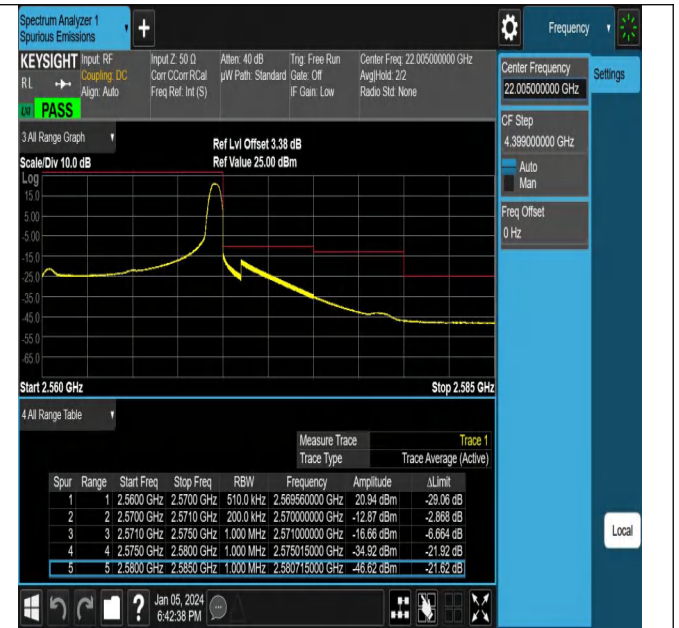 Spectrum Analyzer 1
Spurious Emissions
Frequency
KEYSIGHT
RL
Input: RF
Coupling: DC
Align: Auto
Input Z: 50 Ω
Corr CCorr RCal
Freq Ref: Int (S)
Atten: 40 dB
µW Path: Standard
Trig: Free Run
Gate: Off
IF Gain: Low
Center Freq: 22.005000000 GHz
Avg|Hold: 2/2
Radio Std: None
PASS
Center Frequency
22.005000000 GHz
Settings
CF Step
4.399000000 GHz
Auto
Man
Freq Offset
0 Hz
3 All Range Graph
Scale/Div 10.0 dB
Ref Lvl Offset 3.38 dB
Ref Value 25.00 dBm
Log
15.0
5.00
-5.00
-15.0
-25.0
-35.0
-45.0
-55.0
-65.0
Start 2.560 GHz Stop 2.585 GHz
4 All Range Table
Measure Trace Trace 1
Trace Type Trace Average (Active)
Spur Range Start Freq Stop Freq RBW Frequency Amplitude ΔLimit
1 1 2.5600 GHz 2.5700 GHz 510.0 kHz 2.569560000 GHz 20.94 dBm -29.06 dB
2 2 2.5700 GHz 2.5710 GHz 200.0 kHz 2.570000000 GHz -12.87 dBm -2.868 dB
3 3 2.5710 GHz 2.5750 GHz 1.000 MHz 2.571000000 GHz -16.66 dBm -6.664 dB
4 4 2.5750 GHz 2.5800 GHz 1.000 MHz 2.575015000 GHz -34.92 dBm -21.92 dB
5 5 2.5800 GHz 2.5850 GHz 1.000 MHz 2.580715000 GHz -46.62 dBm -21.62 dB
Local
Jan 05, 2024
6:42:38 PM